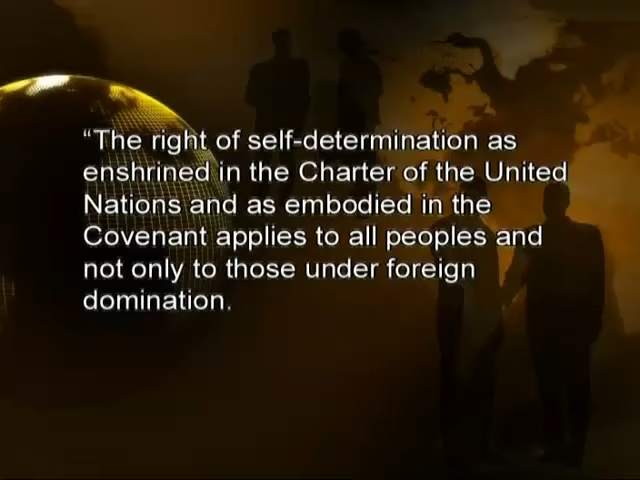 “The right of self-determination as
enshrined in the Charter of the United
Nations and as embodied in the
Covenant applies to all peoples and
not only to those under foreign
domination.